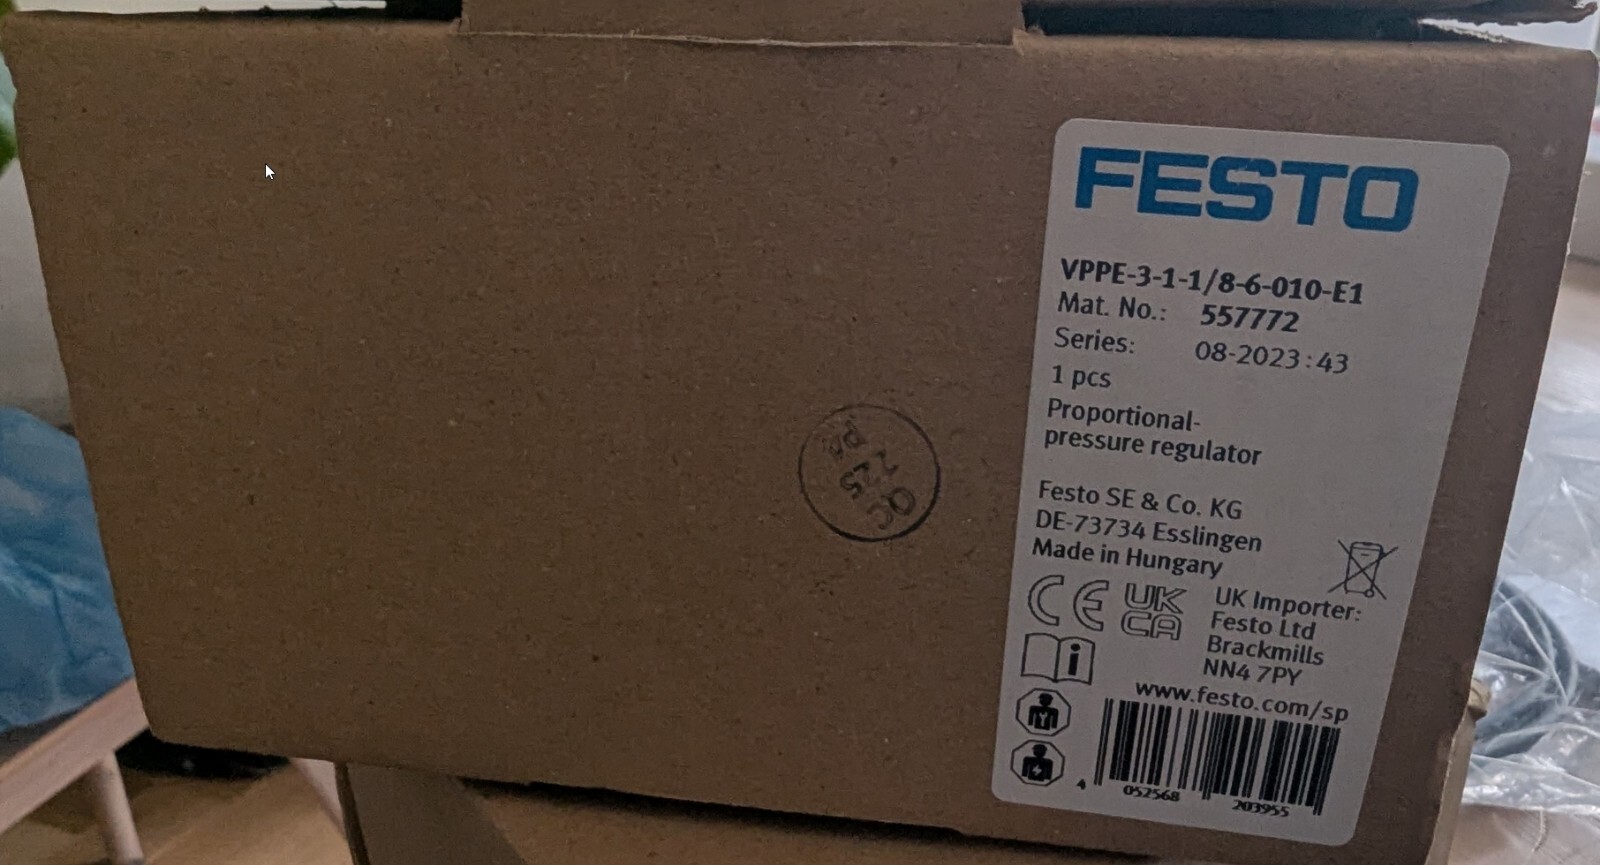 FESTO
VPPE-3-1-1/8-6-010-E1
Mat. No.: 557772
Series: 08-2023:43
1 pcs
Proportional-
pressure regulator
Festo SE & Co. KG
DE-73734 Esslingen
Made in Hungary
CE UK CA
UK Importer:
Festo Ltd
Brackmills
NN4 7PY
www.festo.com/sp
4 052568 203955
QC
25